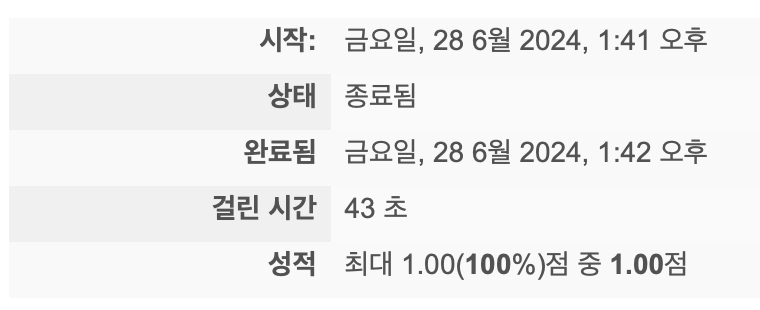 시작: 금요일, 28 6월 2024, 1:41 오후
상태 종료됨
완료됨 금요일, 28 6월 2024, 1:42 오후
걸린 시간 43 초
성적 최대 1.00(100%)점 중 1.00점